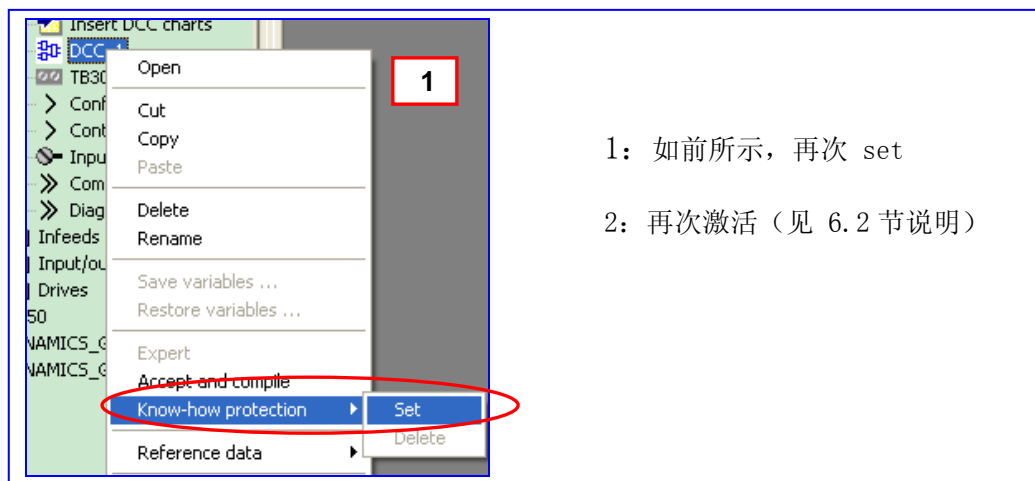 Insert DCC charts
DCC_1
TB30
Conf
Cont
Inpu
Com
Diag
Infeeds
Input/ou
Drives
50
NAMICS_G
NAMICS_G
Open
Cut
Copy
Paste
Delete
Rename
Save variables ...
Restore variables ...
Expert
Accept and compile
Know-how protection
Reference data
Set
Delete
1
1：如前所示，再次 set
2：再次激活（见 6.2 节说明）